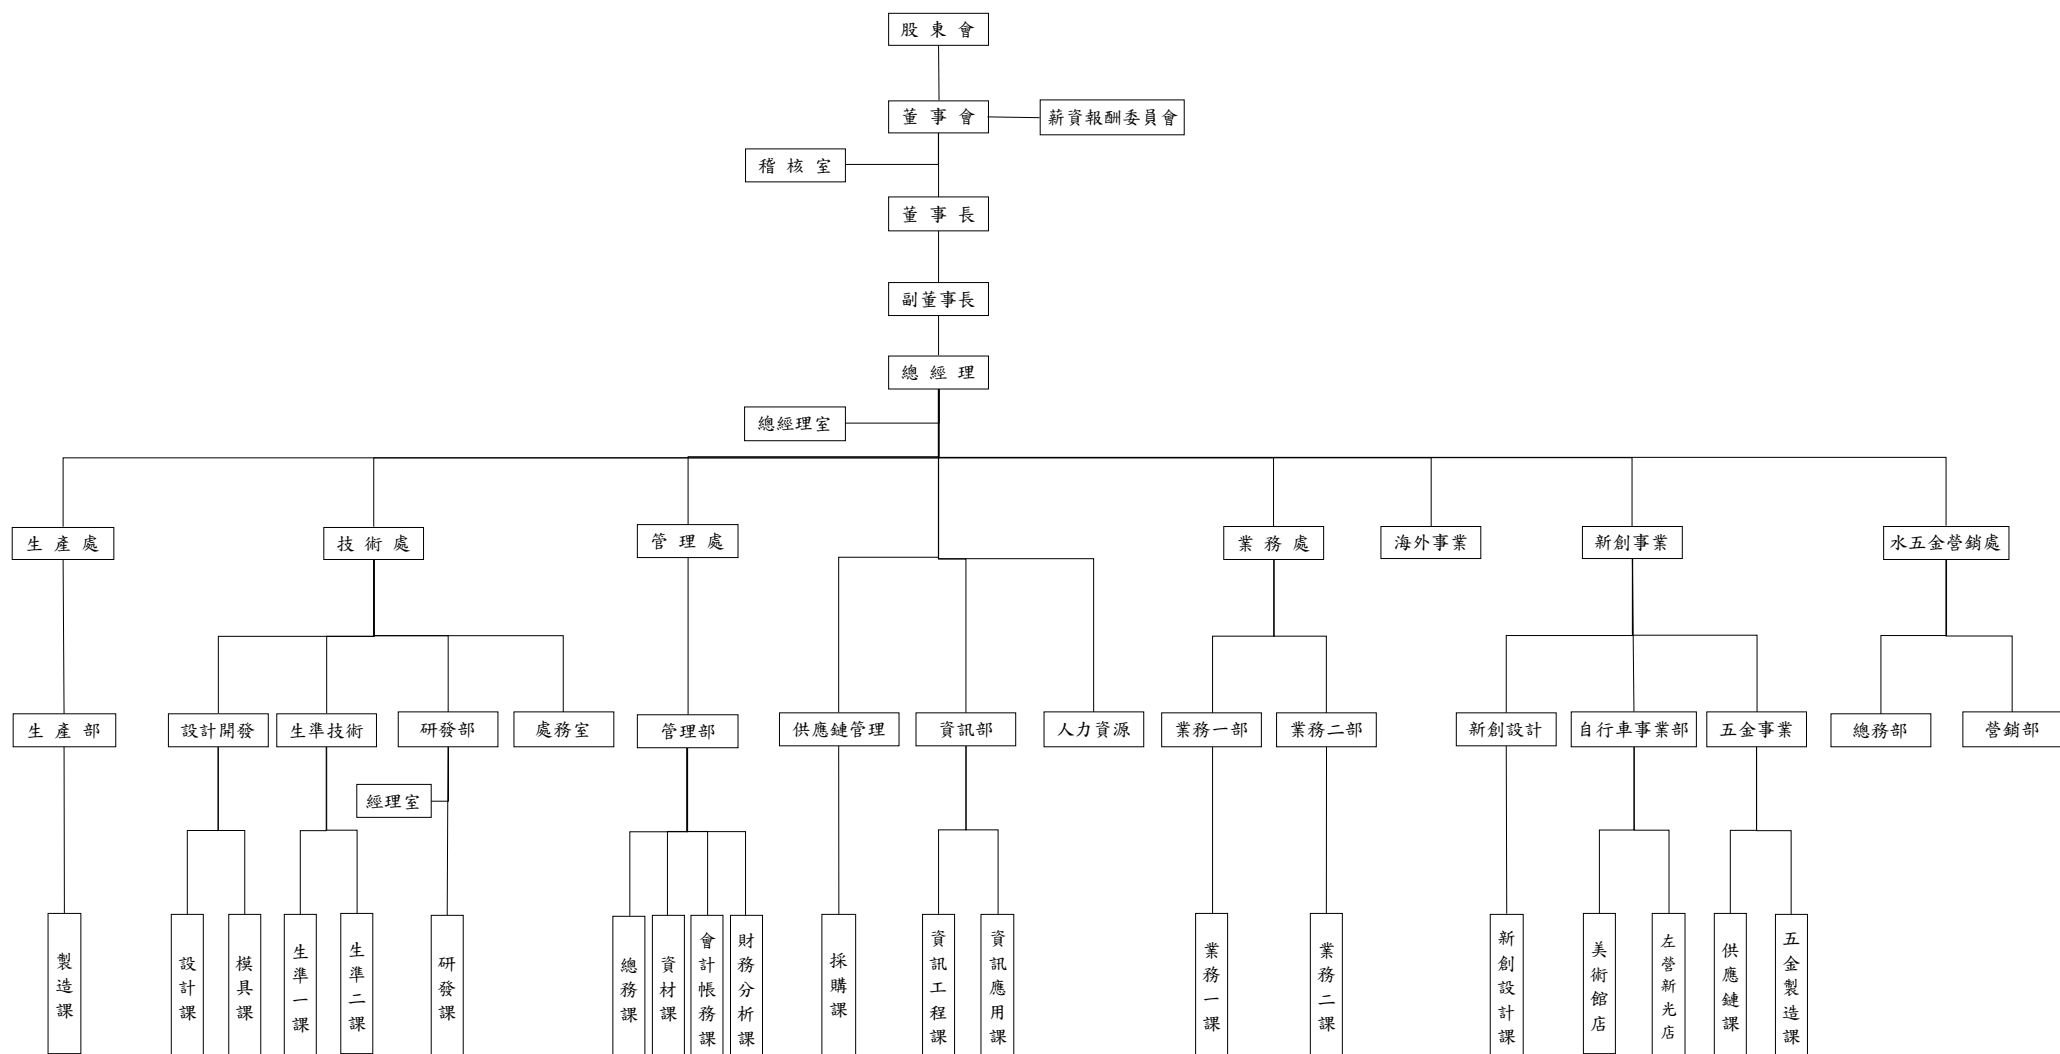 股東會
董事會
薪資報酬委員會
稽核室
董事長
副董事長
總經理
總經理室
生產處
技術處
管理處
業務處
海外事業
新創事業
水五金營銷處
生產部
設計開發
生準技術
研發部
處務室
管理部
供應鏈管理
資訊部
人力資源
業務一部
業務二部
新創設計
自行車事業部
五金事業
總務部
營銷部
經理室
製造課
設計課
模具課
生準一課
生準二課
研發課
總務課
資材課
會計帳務課
財務分析課
採購課
資訊工程課
資訊應用課
業務一課
業務二課
新創設計課
美術館店
左營新光店
供應鏈課
五金製造課